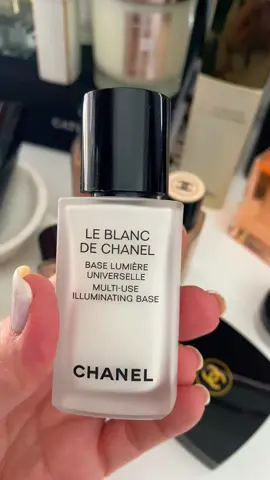 LE BLANC
DE CHANEL
BASE LUMIÈRE
UNIVERSELLE
MULTI-USE
ILLUMINATING BASE
CHANEL